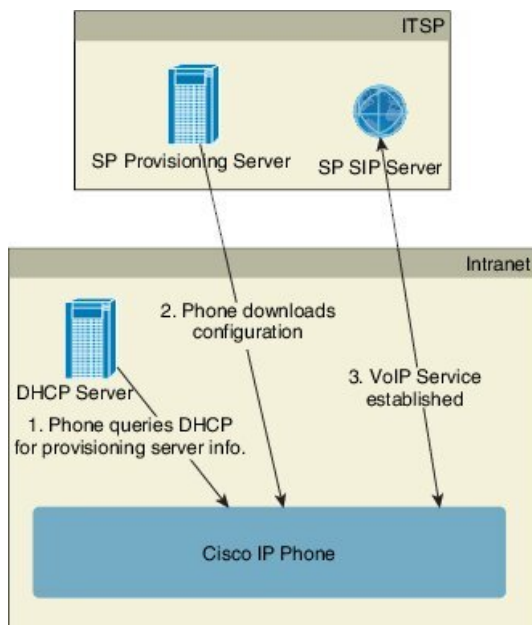 ITSP
SP Provisioning Server
SP SIP Server
Intranet
2. Phone downloads
configuration
DHCP Server
3. VoIP Service
established
1. Phone queries DHCP
for provisioning server info.
Cisco IP Phone